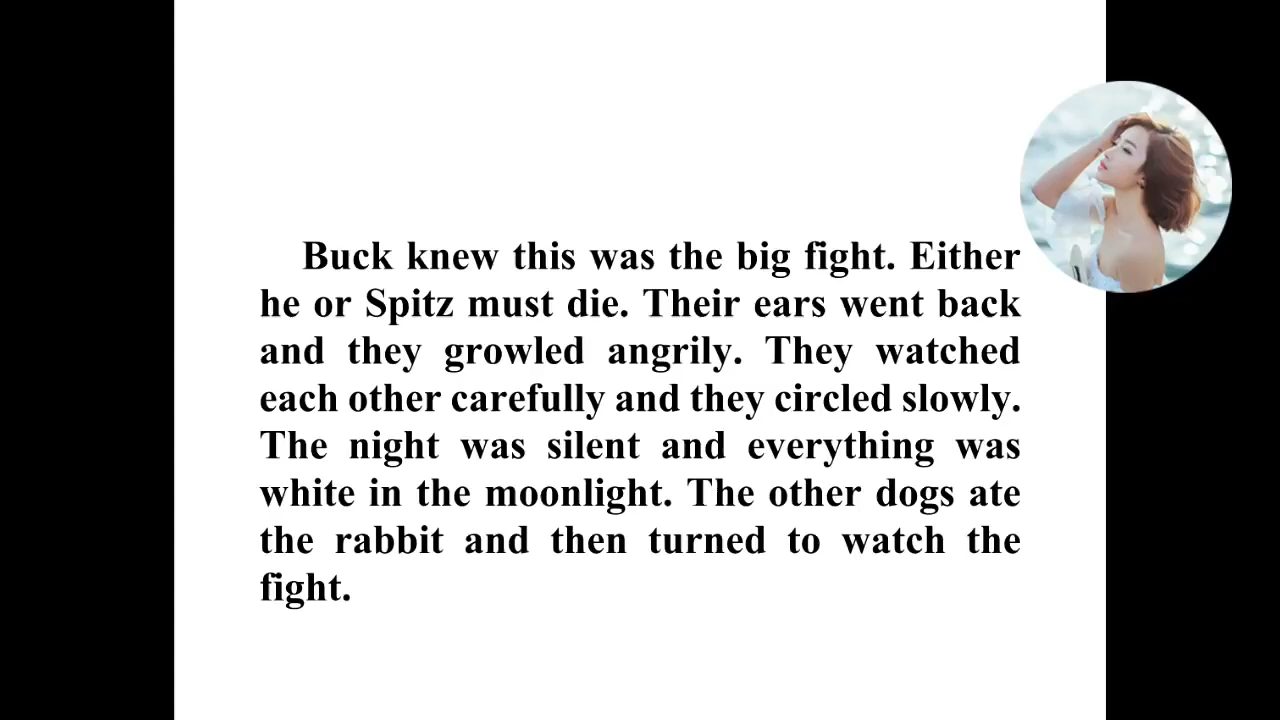 Buck knew this was the big fight. Either
he or Spitz must die. Their ears went back
and they growled angrily. They watched
each other carefully and they circled slowly.
The night was silent and everything was
white in the moonlight. The other dogs ate
the rabbit and then turned to watch the
fight.